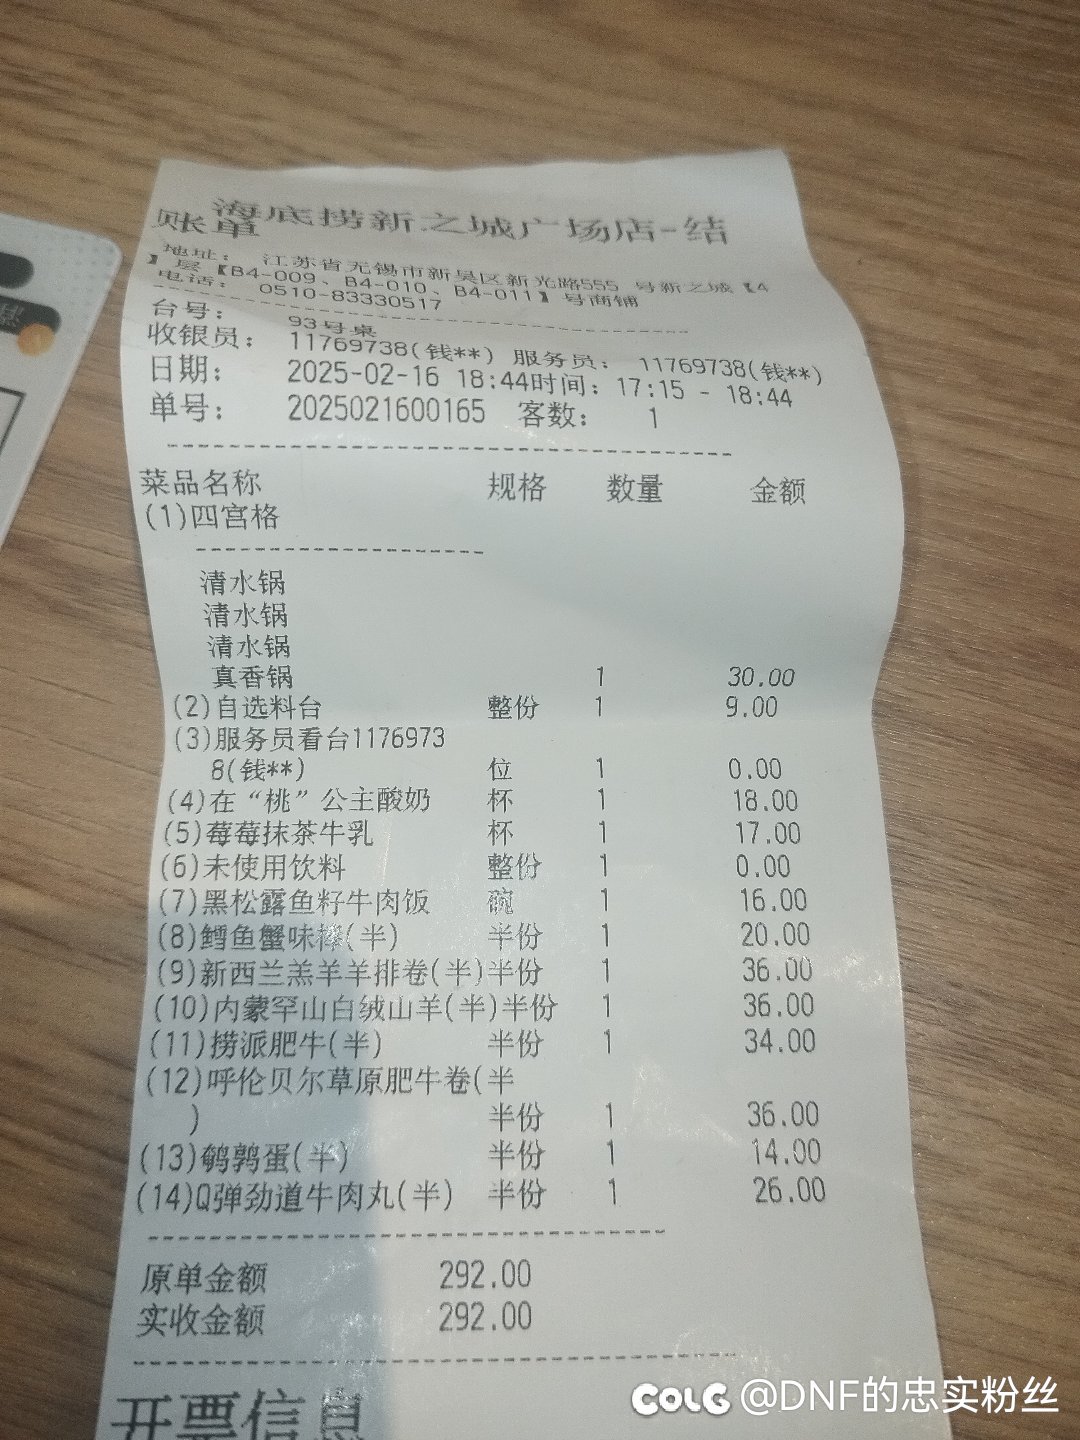 海底捞新之城广场店-结
账单
地址： 江苏省无锡市新吴区新光路555 号新之城【4
】层【B4-009、B4-010、B4-011】号商铺
电话： 0510-83330517
台号： 93号桌
收银员： 11769738(钱**) 服务员： 11769738(钱**)
日期： 2025-02-16 18:44时间：17:15 - 18:44
单号： 2025021600165 客数： 1
菜品名称 规格 数量 金额
(1)四宫格
清水锅
清水锅
清水锅
真香锅 1 30.00
(2)自选料台 整份 1 9.00
(3)服务员看台1176973
8(钱**) 位 1 0.00
(4)在“桃”公主酸奶 杯 1 18.00
(5)莓莓抹茶牛乳 杯 1 17.00
(6)未使用饮料 整份 1 0.00
(7)黑松露鱼籽牛肉饭 碗 1 16.00
(8)鳕鱼蟹味棒(半) 半份 1 20.00
(9)新西兰羔羊羊排卷(半)半份 1 36.00
(10)内蒙罕山白绒山羊(半)半份 1 36.00
(11)捞派肥牛(半) 半份 1 34.00
(12)呼伦贝尔草原肥牛卷(半
) 半份 1 36.00
(13)鹌鹑蛋(半) 半份 1 14.00
(14)Q弹劲道牛肉丸(半) 半份 1 26.00
原单金额 292.00
实收金额 292.00
开票信息
COLG @DNF的忠实粉丝